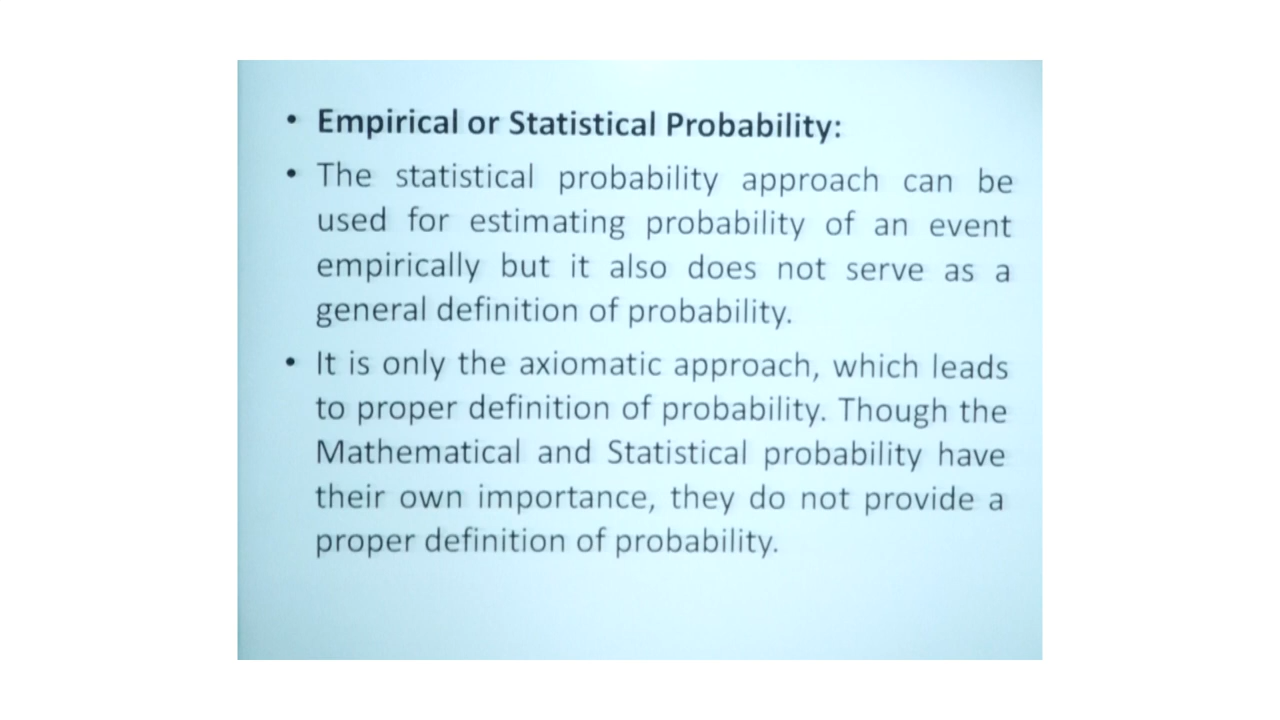 • Empirical or Statistical Probability:
• The statistical probability approach can be
used for estimating probability of an event
empirically but it also does not serve as a
general definition of probability.
• It is only the axiomatic approach, which leads
to proper definition of probability. Though the
Mathematical and Statistical probability have
their own importance, they do not provide a
proper definition of probability.